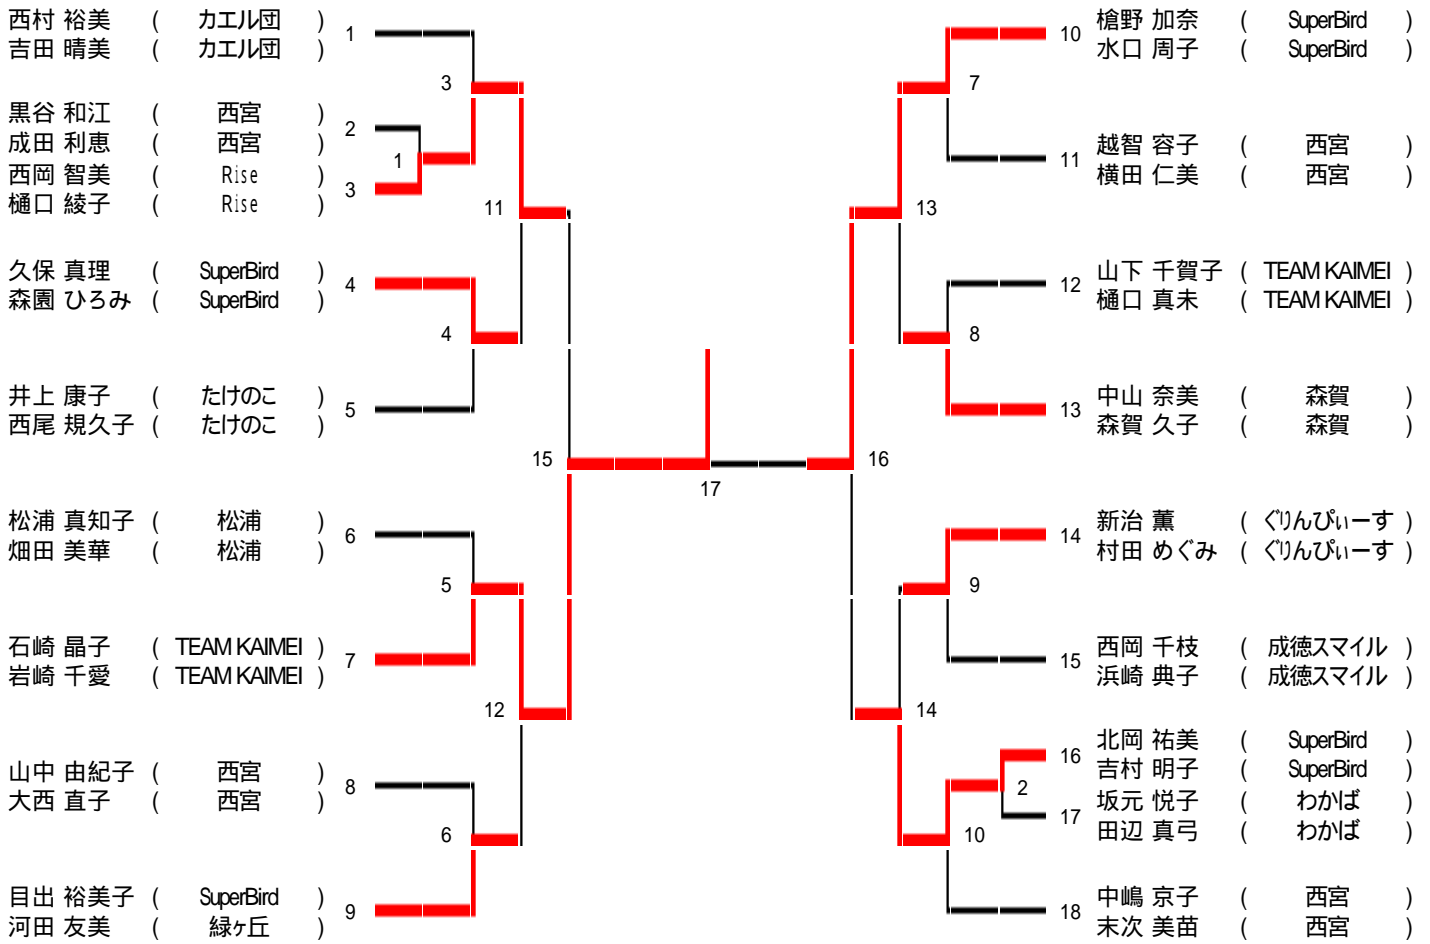 西村 裕美 ( カエル団 ) 1
吉田 晴美 ( カエル団 )
3
黒谷 和江 ( 西宮 ) 2
成田 利恵 ( 西宮 )
1
西岡 智美 ( Rise ) 3
樋口 綾子 ( Rise )
11
久保 真理 ( SuperBird ) 4
森園 ひろみ ( SuperBird )
4
井上 康子 ( たけのこ ) 5
西尾 規久子 ( たけのこ )
15
松浦 真知子 ( 松浦 ) 6
畑田 美華 ( 松浦 )
5
石崎 晶子 ( TEAM KAIMEI ) 7
岩崎 千愛 ( TEAM KAIMEI )
12
山中 由紀子 ( 西宮 ) 8
大西 直子 ( 西宮 )
6
目出 裕美子 ( SuperBird ) 9
河田 友美 ( 緑ヶ丘 )
17
10 槍野 加奈 ( SuperBird )
水口 周子 ( SuperBird )
7
11 越智 容子 ( 西宮 )
横田 仁美 ( 西宮 )
13
12 山下 千賀子 ( TEAM KAIMEI )
樋口 真未 ( TEAM KAIMEI )
8
13 中山 奈美 ( 森賀 )
森賀 久子 ( 森賀 )
16
14 新治 薫 ( ぐりんぴぃーす )
村田 めぐみ ( ぐりんぴぃーす )
9
15 西岡 千枝 ( 成徳スマイル )
浜崎 典子 ( 成徳スマイル )
14
16 北岡 祐美 ( SuperBird )
吉村 明子 ( SuperBird )
2
17 坂元 悦子 ( わかば )
田辺 真弓 ( わかば )
10
18 中嶋 京子 ( 西宮 )
末次 美苗 ( 西宮 )